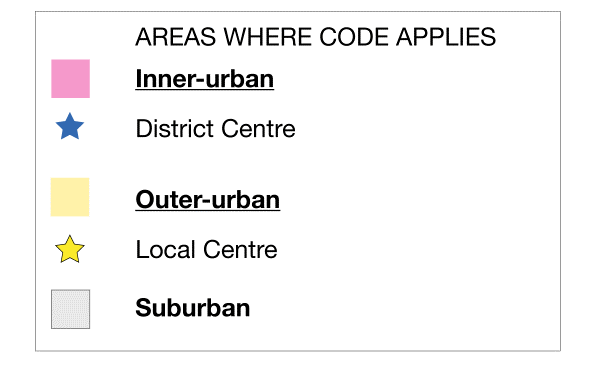 AREAS WHERE CODE APPLIES
Inner-urban
District Centre
Outer-urban
Local Centre
Suburban